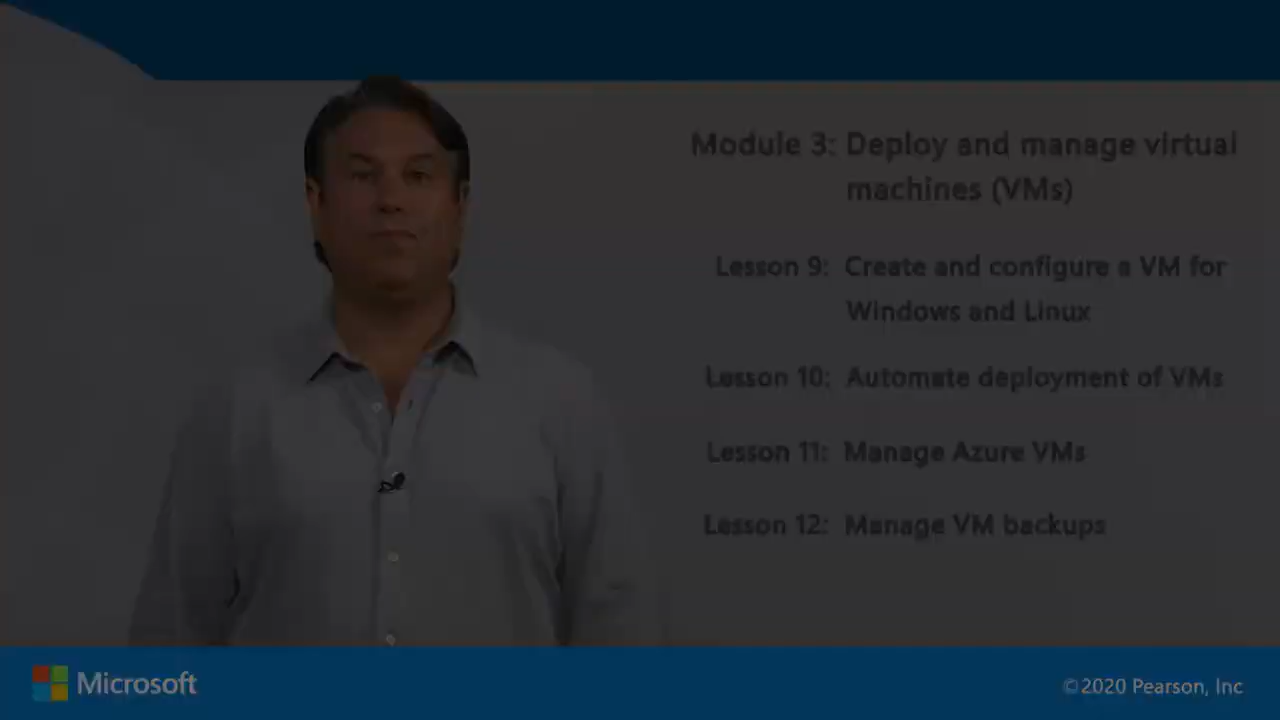 Module 3: Deploy and manage virtual
machines (VMs)
Lesson 9: Create and configure a VM for
Windows and Linux
Lesson 10: Automate deployment of VMs
Lesson 11: Manage Azure VMs
Lesson 12: Manage VM backups
Microsoft
©2020 Pearson, Inc